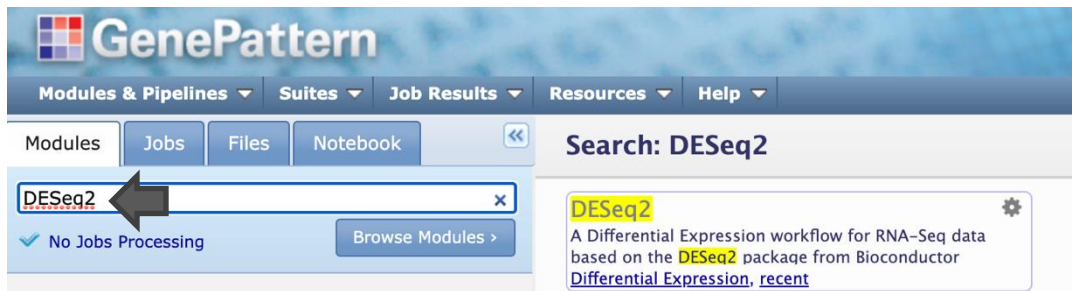 GenePattern
Modules & Pipelines Suites Job Results Resources Help
Modules Jobs Files Notebook «
Search: DESeq2
DESeq2 ×
No Jobs Processing
Browse Modules ›
DESeq2
A Differential Expression workflow for RNA-Seq data
based on the DESeq2 package from Bioconductor
Differential Expression, recent